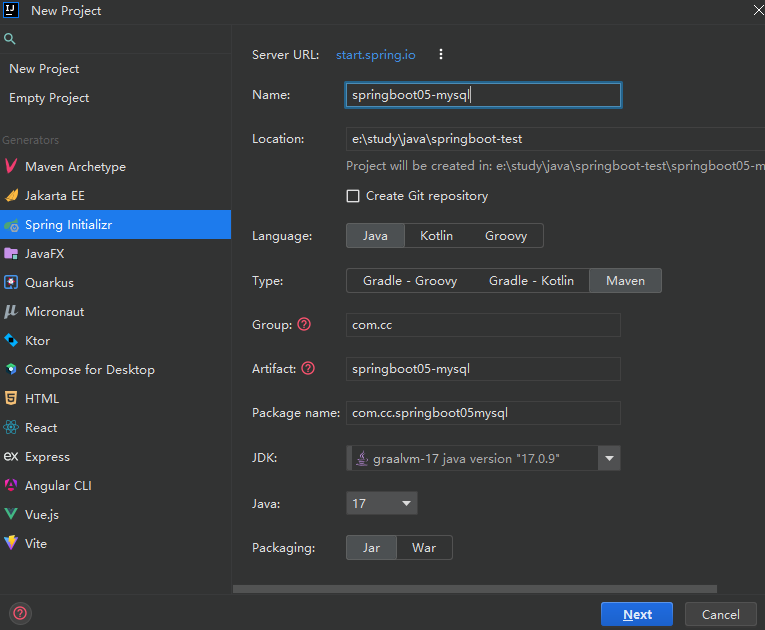 New Project
Server URL: start.spring.io
New Project
Empty Project
Name: springboot05-mysql
Location: e:\study\java\springboot-test
Project will be created in: e:\study\java\springboot-test\springboot05-m
Create Git repository
Generators
Maven Archetype
Jakarta EE
Spring Initializr
JavaFX
Quarkus
Micronaut
Ktor
Compose for Desktop
HTML
React
ex Express
Angular CLI
Vue.js
Vite
Language: Java Kotlin Groovy
Type: Gradle - Groovy Gradle - Kotlin Maven
Group: com.cc
Artifact: springboot05-mysql
Package name: com.cc.springboot05mysql
JDK: graalvm-17 java version "17.0.9"
Java: 17
Packaging: Jar War
Next Cancel